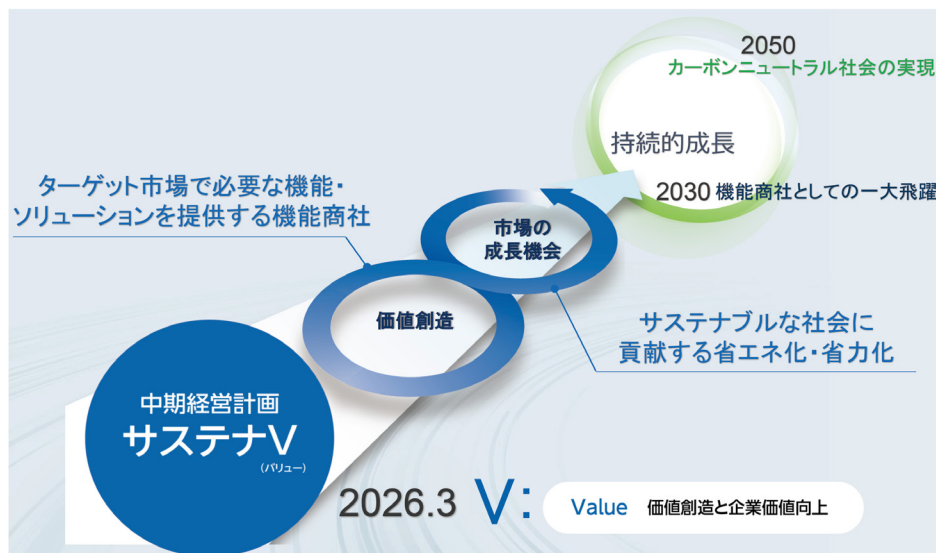 2050
カーボンニュートラル社会の実現
持続的成長
2030 機能商社としての一大飛躍
ターゲット市場で必要な機能・
ソリューションを提供する機能商社
市場の
成長機会
価値創造
サステナブルな社会に
貢献する省エネ化・省力化
中期経営計画
サステナV
(バリュー)
2026.3 V: Value 価値創造と企業価値向上